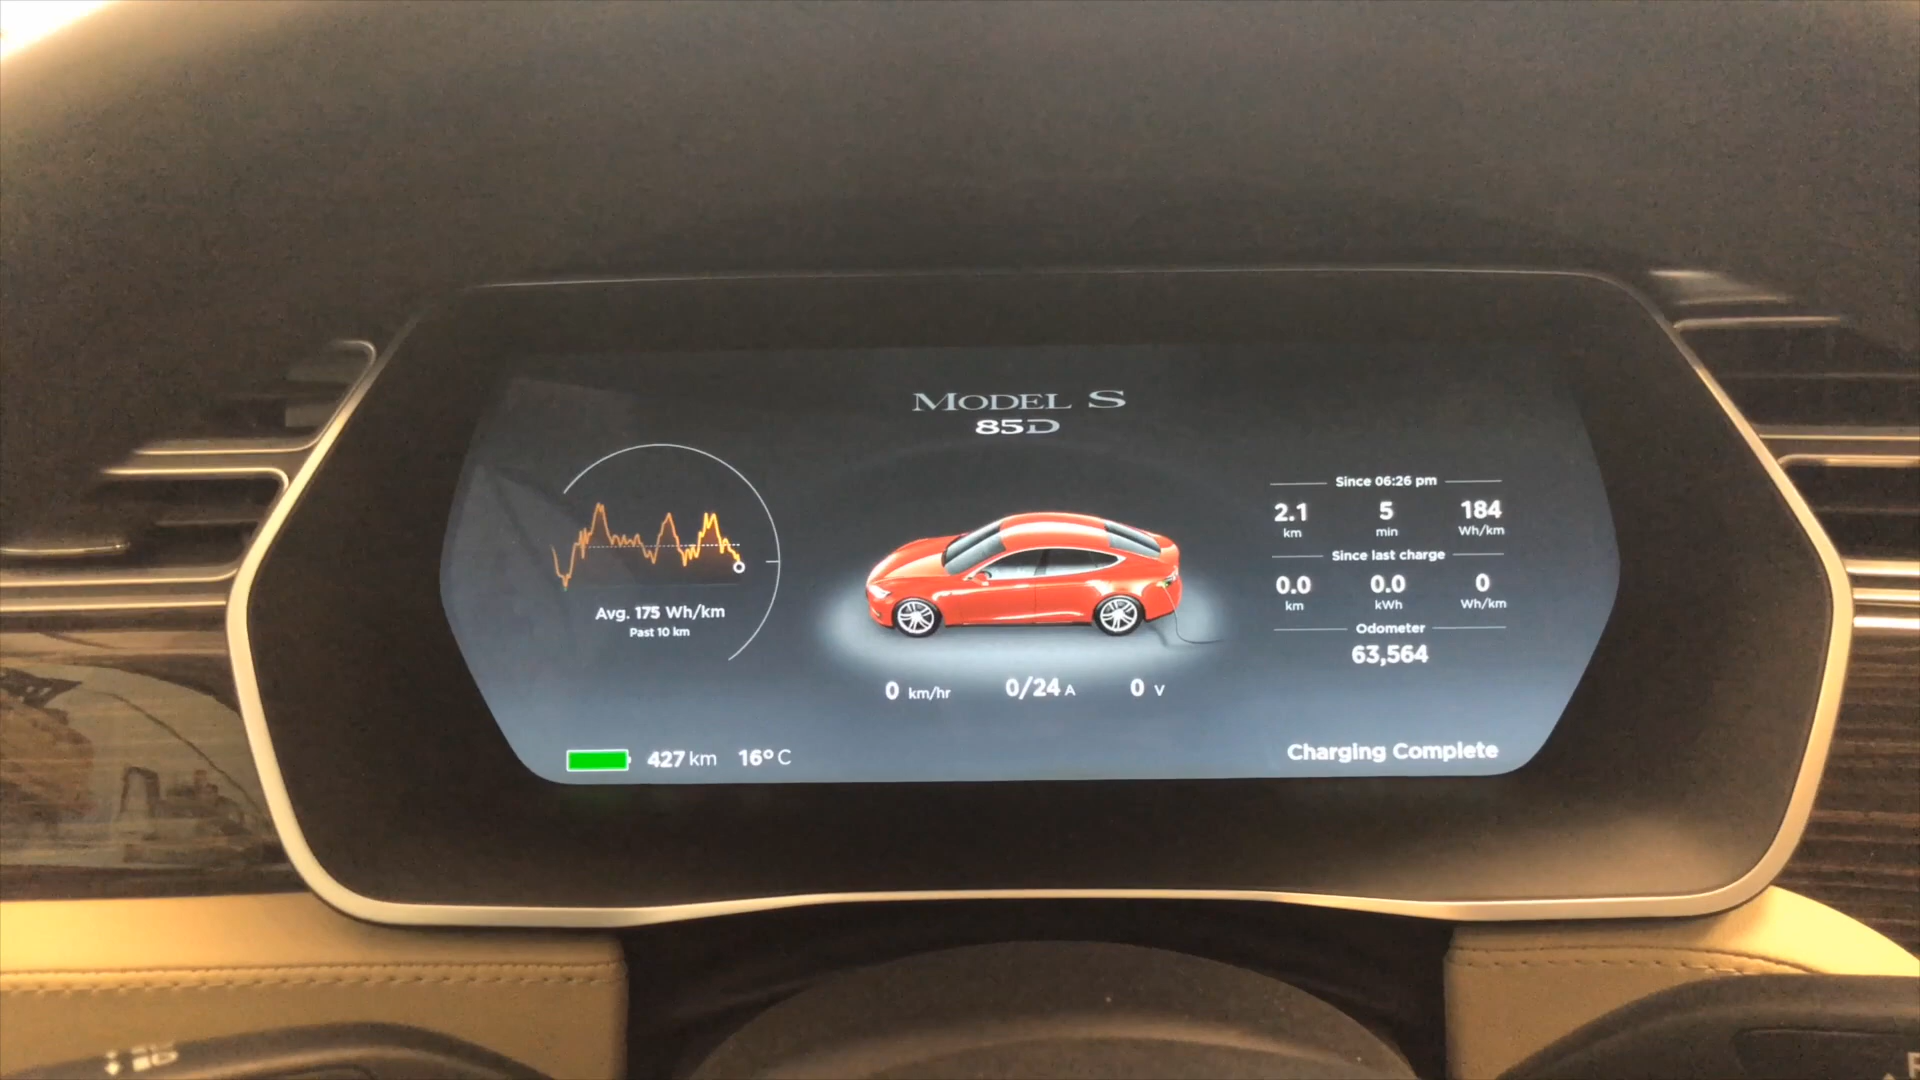 MODEL S
85D
Avg. 175 Wh/km
Past 10 km
Since 06:26 pm
2.1 5 184
km min Wh/km
Since last charge
0.0 0.0 0
km kWh Wh/km
Odometer
63,564
0 km/hr 0/24 A 0 V
427 km 16° C
Charging Complete